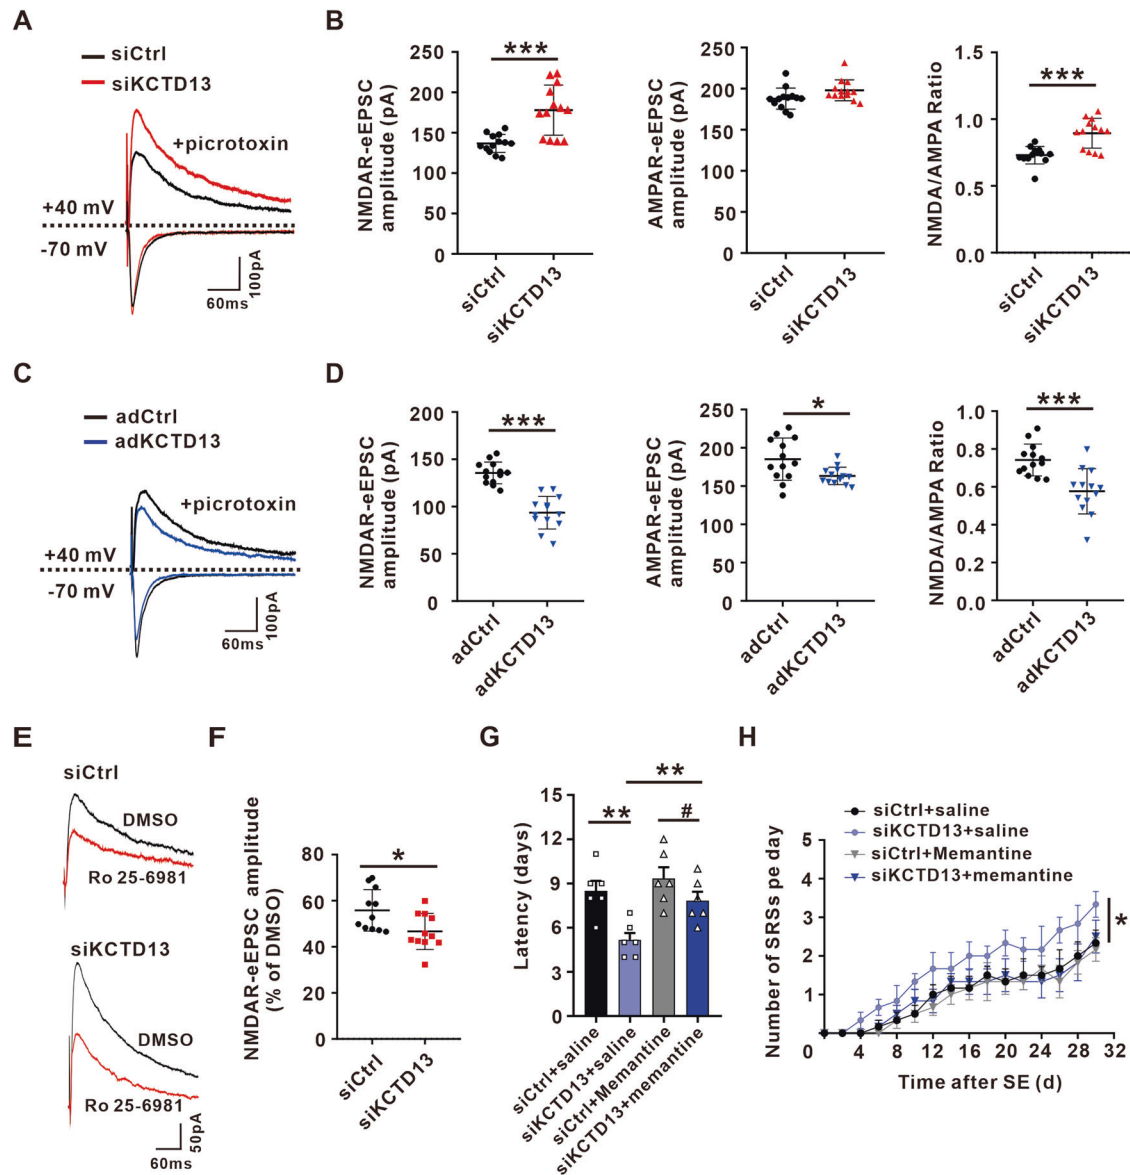 A
siCtrl
siKCTD13
+picrotoxin
+40 mV
-70 mV
100pA
60ms
B
***
NMDAR-eEPSC
amplitude (pA)
250
200
150
100
50
0
siCtrl
siKCTD13
AMPAR-eEPSC
amplitude (pA)
250
200
150
100
50
0
siCtrl
siKCTD13
***
NMDA/AMPA Ratio
1.5
1.0
0.5
0.0
siCtrl
siKCTD13
C
adCtrl
adKCTD13
+picrotoxin
+40 mV
-70 mV
100pA
60ms
D
***
NMDAR-eEPSC
amplitude (pA)
200
150
100
50
0
adCtrl
adKCTD13
*
AMPAR-eEPSC
amplitude (pA)
250
200
150
100
50
0
adCtrl
adKCTD13
***
NMDA/AMPA Ratio
1.0
0.8
0.6
0.4
0.2
0.0
adCtrl
adKCTD13
E
siCtrl
DMSO
Ro 25-6981
siKCTD13
DMSO
Ro 25-6981
50pA
60ms
F
*
NMDAR-eEPSC amplitude
(% of DMSO)
80
60
40
20
0
siCtrl
siKCTD13
G
**
**
#
Latency (days)
15
12
9
6
3
0
siCtrl+saline
siKCTD13+saline
siCtrl+Memantine
siKCTD13+memantine
H
siCtrl+saline
siKCTD13+saline
siCtrl+Memantine
siKCTD13+memantine
*
Number of SRSs pe day
5
4
3
2
1
0
4
8
12
16
20
24
28
32
Time after SE (d)